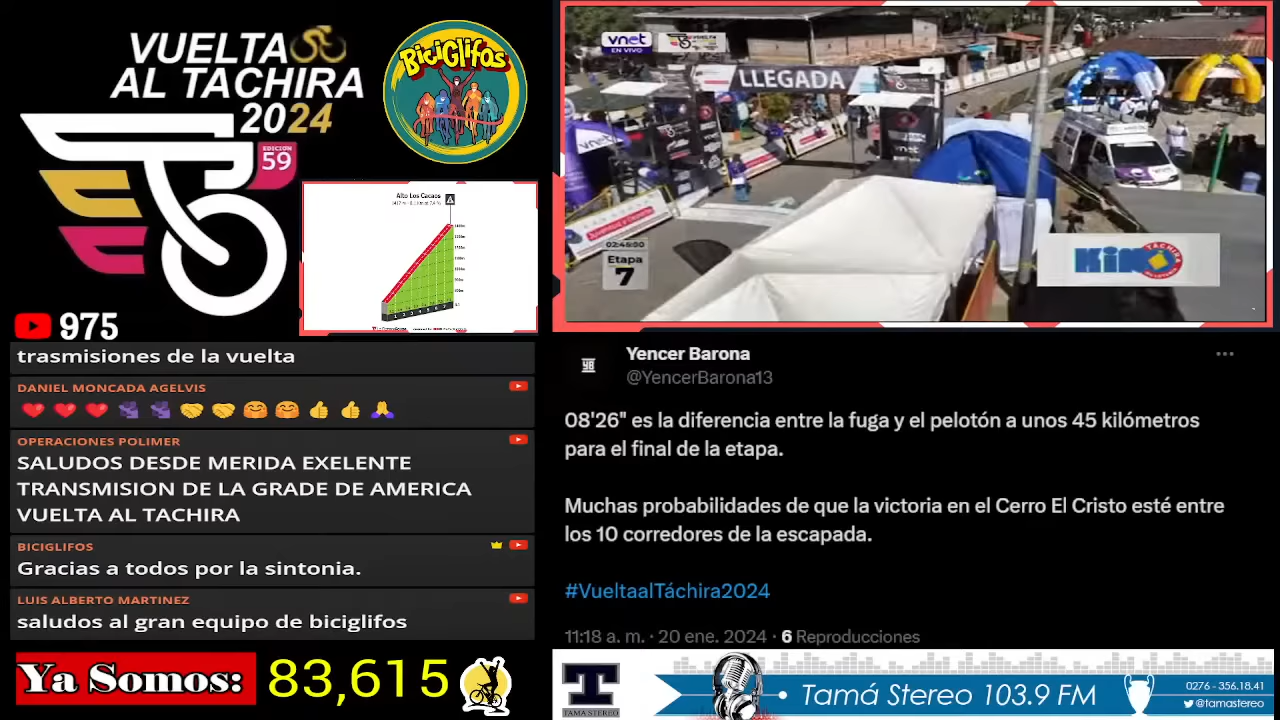 VUELTA
AL TACHIRA
2024
EDICIÓN
59
BiciGlifos
Alto Los Cacaos
975
trasmisiones de la vuelta
DANIEL MONCADA AGELVIS
OPERACIONES POLIMER
SALUDOS DESDE MERIDA EXELENTE
TRANSMISION DE LA GRADE DE AMERICA
VUELTA AL TACHIRA
BICIGLIFOS
Gracias a todos por la sintonia.
LUIS ALBERTO MARTINEZ
saludos al gran equipo de biciglifos
Ya Somos: 83,615
vnet
EN VIVO
LLEGADA
vnet
02:46:00
Etapa
7
Kino
TÁCHIRA
Yencer Barona
@YencerBarona13
08'26" es la diferencia entre la fuga y el pelotón a unos 45 kilómetros
para el final de la etapa.
Muchas probabilidades de que la victoria en el Cerro El Cristo esté entre
los 10 corredores de la escapada.
#VueltaalTáchira2024
11:18 a. m. · 20 ene. 2024 · 6 Reproducciones
T
TAMA STEREO
Tamá Stereo 103.9 FM
0276 - 356.18.41
@tamastereo